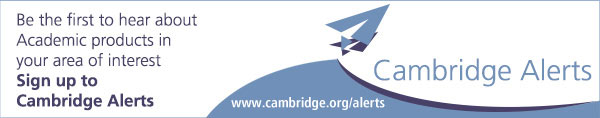 Be the first to hear about
Academic products in
your area of interest
Sign up to
Cambridge Alerts
www.cambridge.org/alerts
Cambridge Alerts